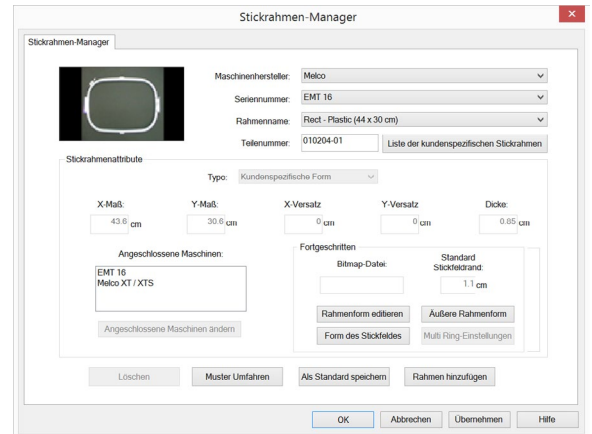 Stickrahmen-Manager
Stickrahmen-Manager
Maschinenhersteller: Melco
Seriennummer: EMT 16
Rahmenname: Rect - Plastic (44 x 30 cm)
Teilenummer: 010204-01 Liste der kundenspezifischen Stickrahmen
Stickrahmenattribute
Typo: Kundenspezifische Form
X-Maß: Y-Maß: X-Versatz Y-Versatz Dicke:
43.6 cm 30.6 cm 0 cm 0 cm 0.85 cm
Angeschlossene Maschinen:
EMT 16
Melco XT / XTS
Angeschlossene Maschinen ändern
Fortgeschritten
Bitmap-Datei: Standard Stickfeldrand:
1.1 cm
Rahmenform editieren Äußere Rahmenform
Form des Stickfeldes Multi Ring-Einstellungen
Löschen Muster Umfahren Als Standard speichern Rahmen hinzufügen
OK Abbrechen Übernehmen Hilfe